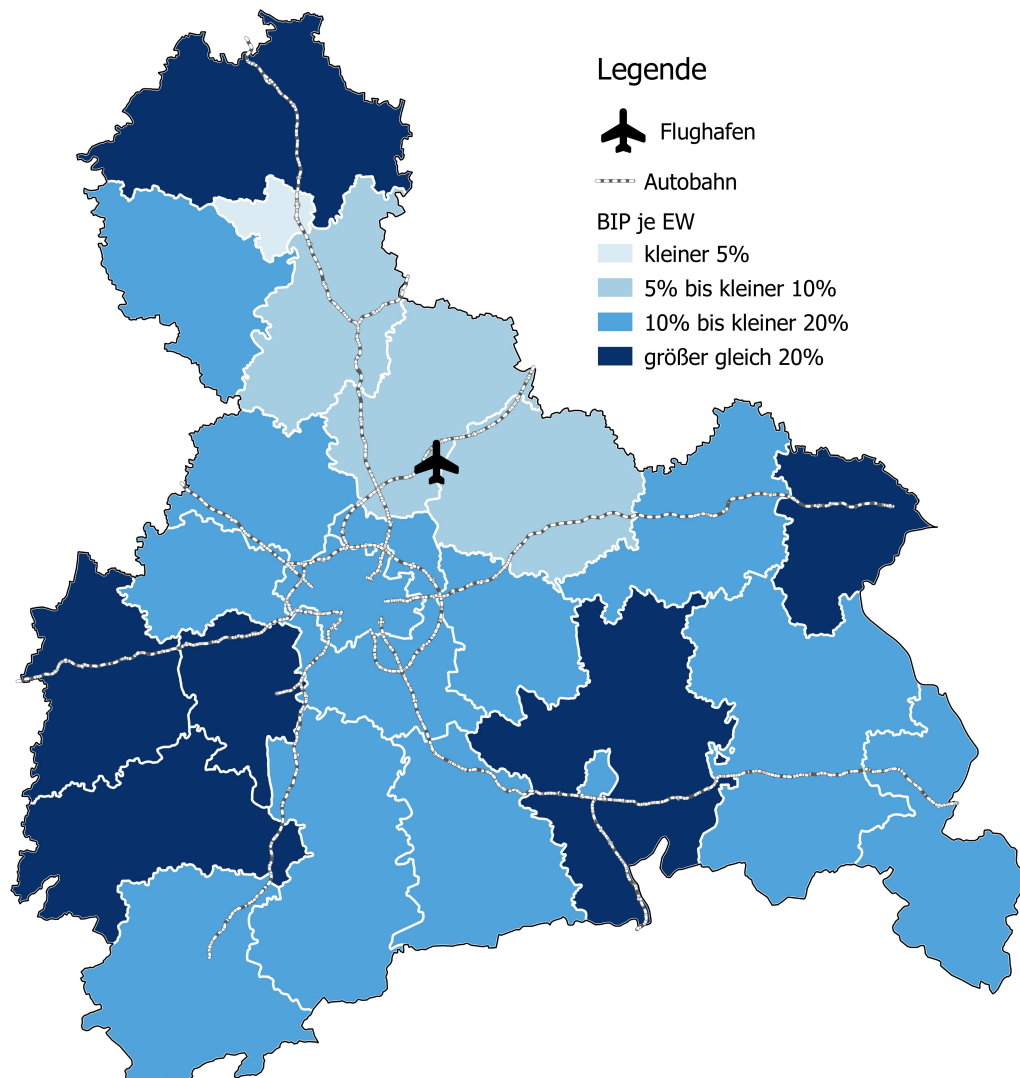 Legende
Flughafen
Autobahn
BIP je EW
kleiner 5%
5% bis kleiner 10%
10% bis kleiner 20%
größer gleich 20%